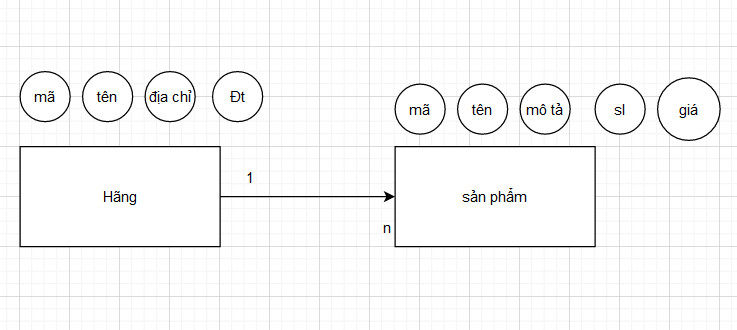 mã tên địa chỉ Đt
mã tên mô tả sl giá
1
Hãng sản phẩm
n